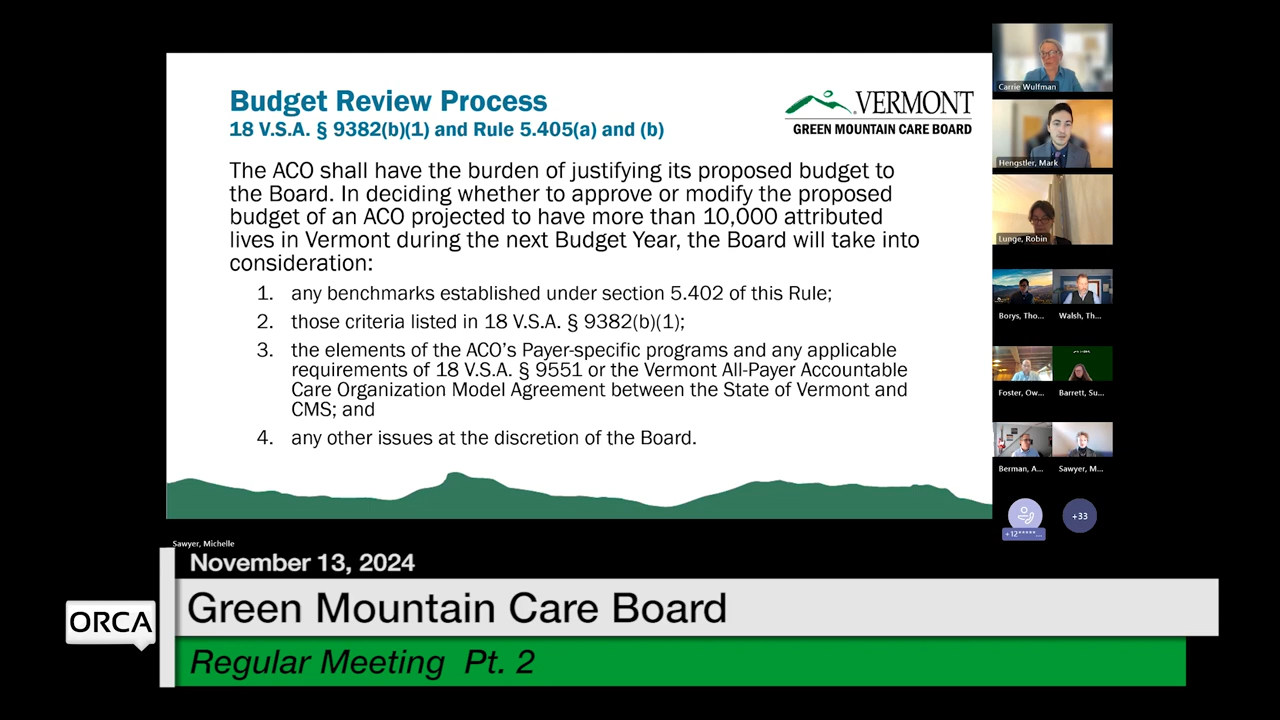 Budget Review Process
18 V.S.A. § 9382(b)(1) and Rule 5.405(a) and (b)
VERMONT
GREEN MOUNTAIN CARE BOARD
The ACO shall have the burden of justifying its proposed budget to
the Board. In deciding whether to approve or modify the proposed
budget of an ACO projected to have more than 10,000 attributed
lives in Vermont during the next Budget Year, the Board will take into
consideration:
1. any benchmarks established under section 5.402 of this Rule;
2. those criteria listed in 18 V.S.A. § 9382(b)(1);
3. the elements of the ACO's Payer-specific programs and any applicable
requirements of 18 V.S.A. § 9551 or the Vermont All-Payer Accountable
Care Organization Model Agreement between the State of Vermont and
CMS; and
4. any other issues at the discretion of the Board.
Carrie Wulfman
Hengstler, Mark
Lunge, Robin
Borys, Tho...
Walsh, Th...
Foster, Ow...
Barrett, Su...
Berman, A...
Sawyer, M...
+12*****...
+33
Sawyer, Michelle
November 13, 2024
ORCA
Green Mountain Care Board
Regular Meeting Pt. 2